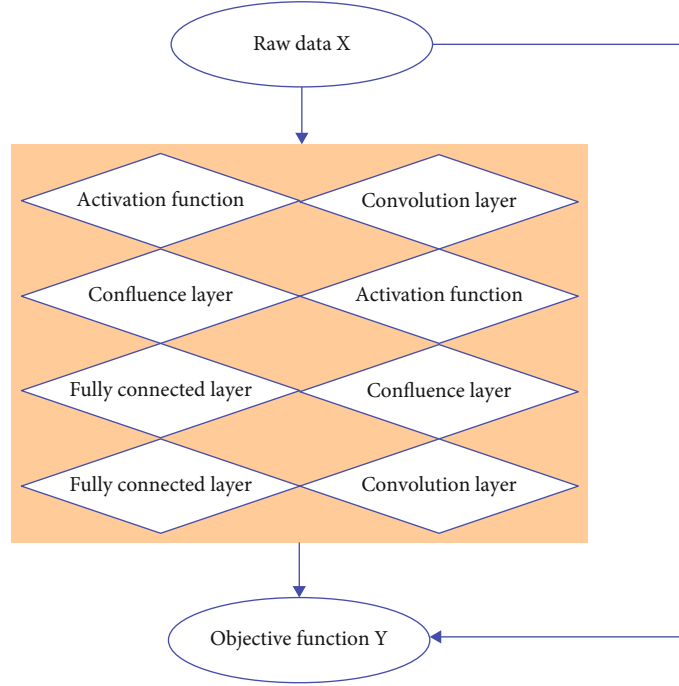 Raw data X
Activation function
Convolution layer
Confluence layer
Activation function
Fully connected layer
Confluence layer
Fully connected layer
Convolution layer
Objective function Y